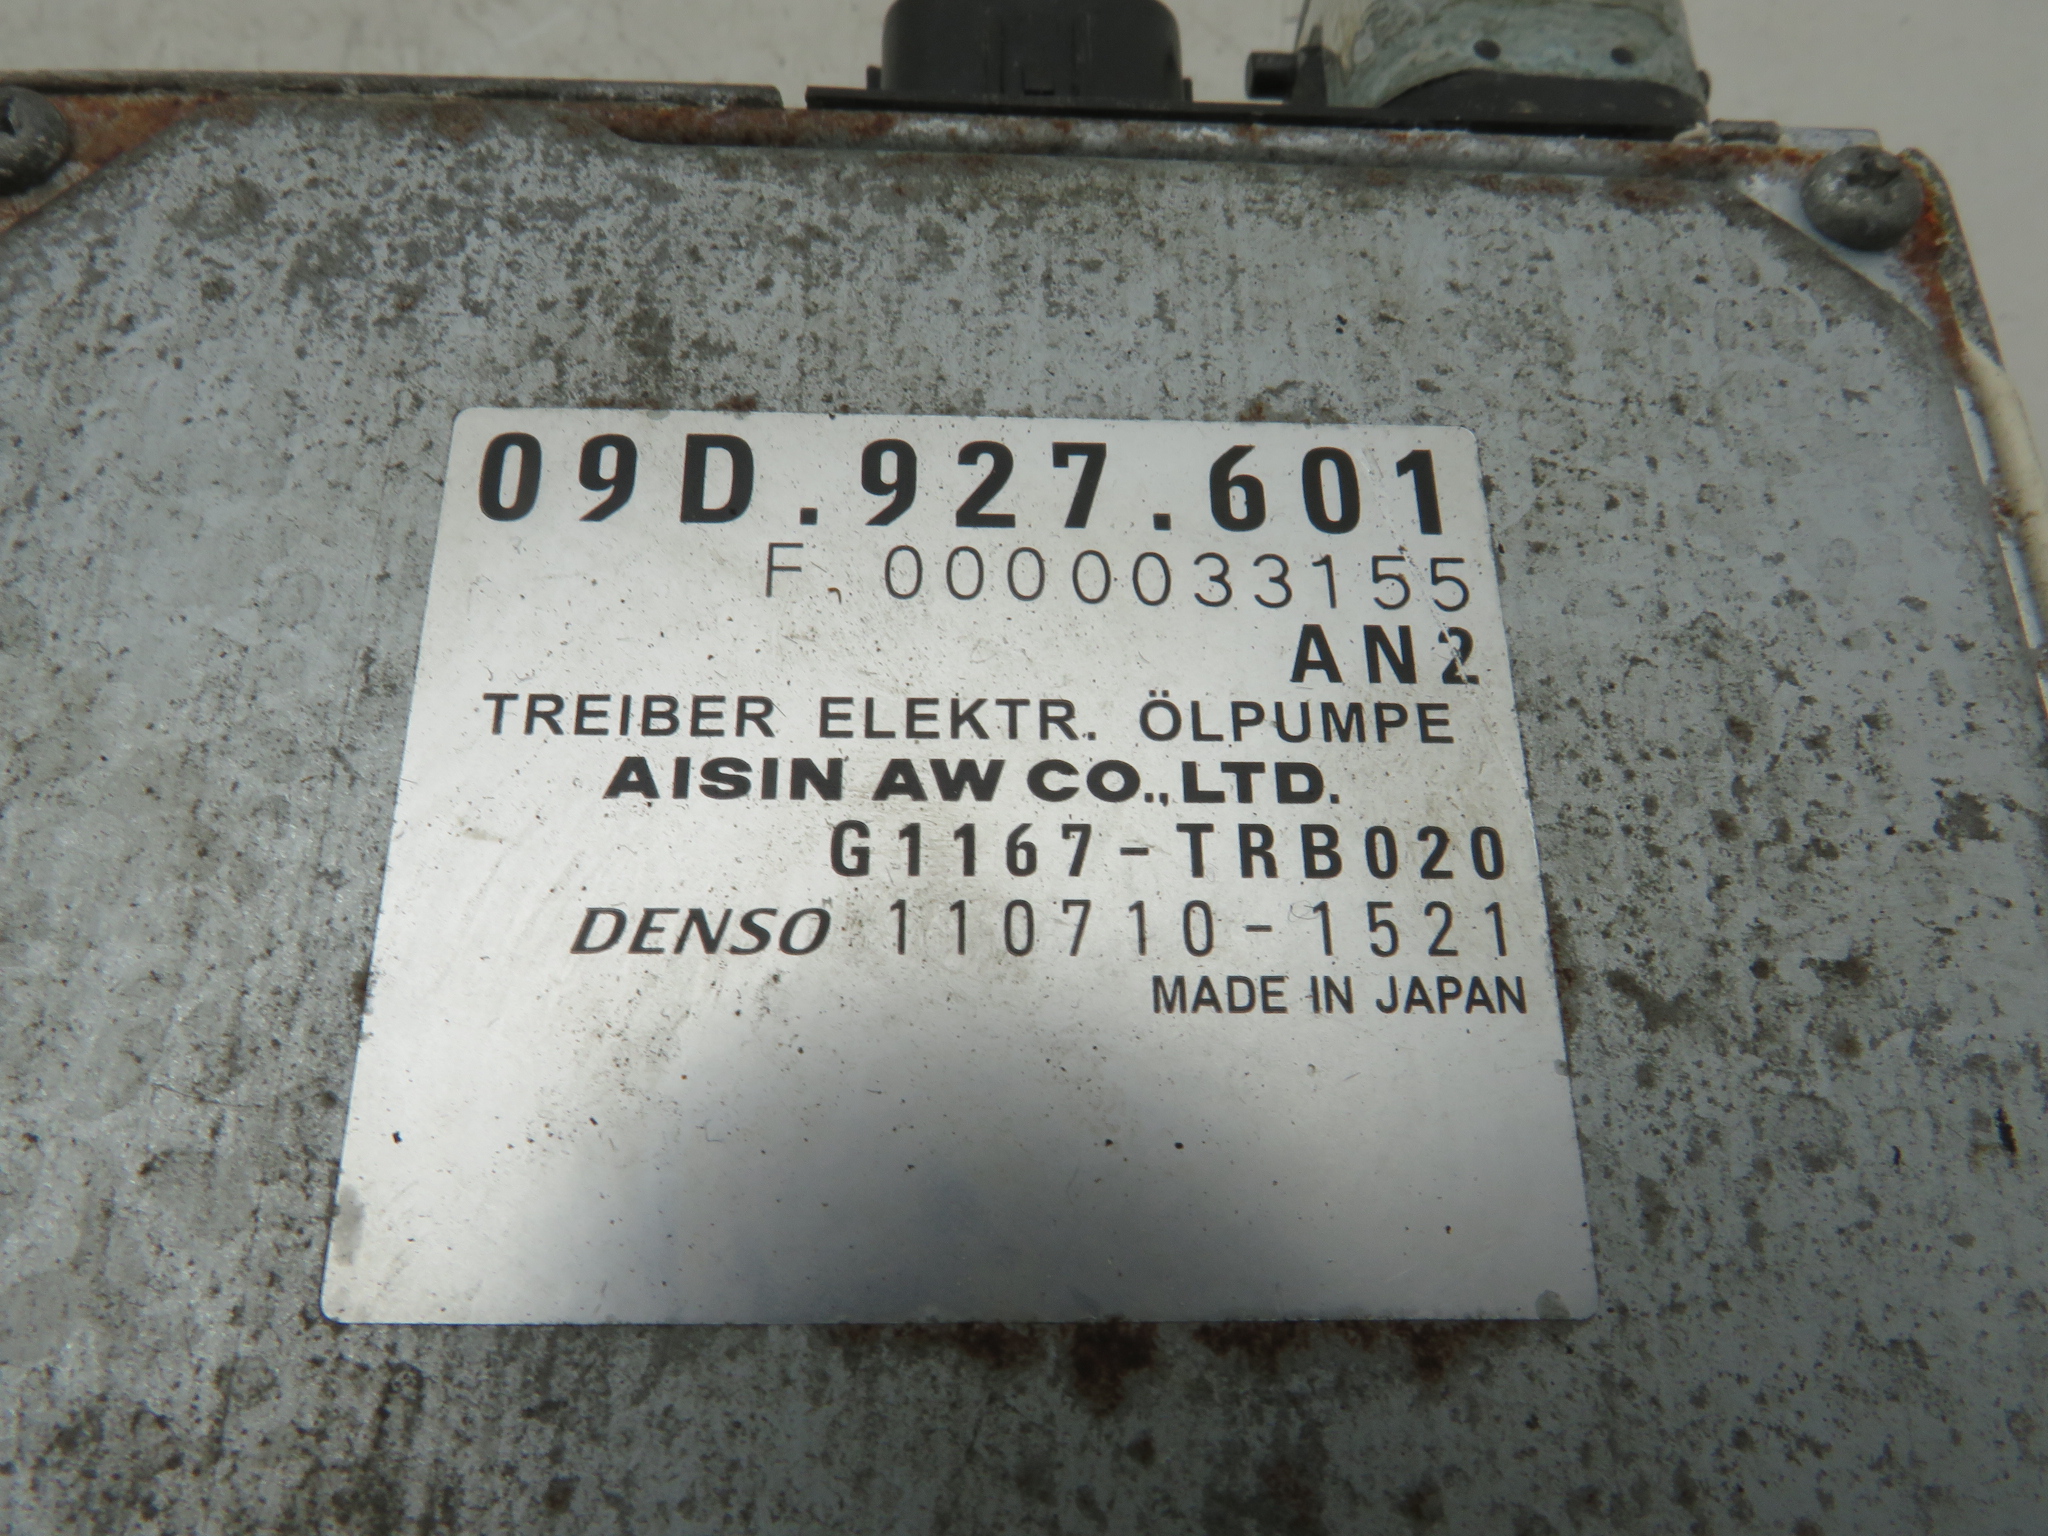 09D.927.601
F. 0000033155
AN2
TREIBER ELEKTR. ÖLPUMPE
AISIN AW CO.,LTD.
G1167-TRB020
DENSO 110710-1521
MADE IN JAPAN